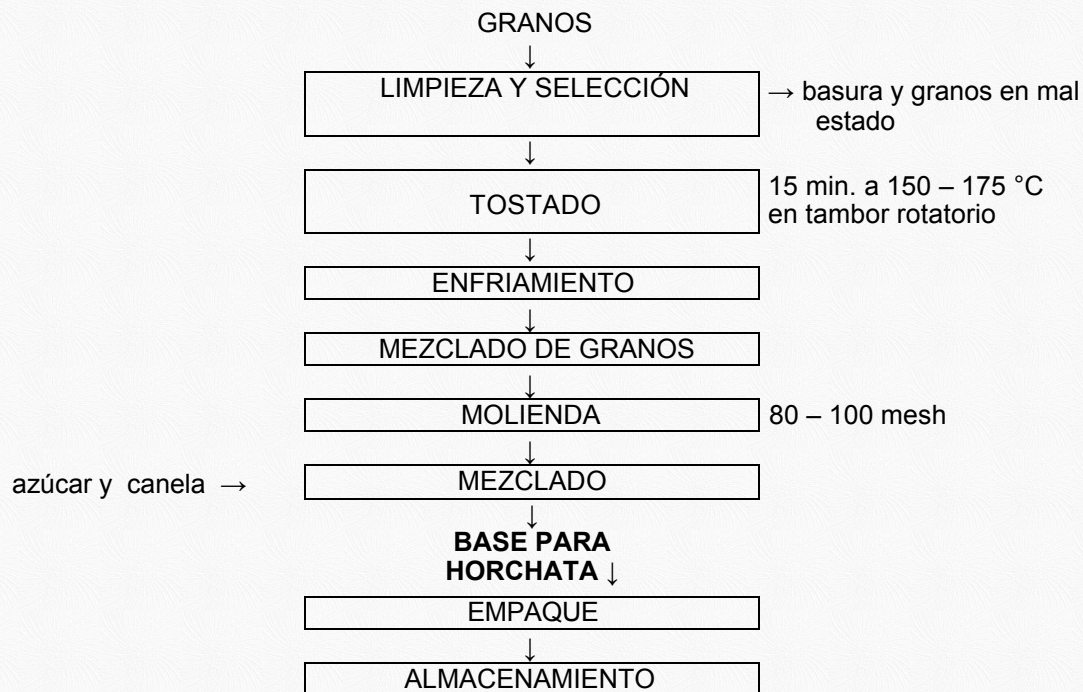 GRANOS
↓
LIMPIEZA Y SELECCIÓN
→ basura y granos en mal
estado
↓
TOSTADO
15 min. a 150 – 175 °C
en tambor rotatorio
↓
ENFRIAMIENTO
↓
MEZCLADO DE GRANOS
↓
MOLIENDA
80 – 100 mesh
↓
azúcar y canela →
MEZCLADO
↓
BASE PARA
HORCHATA ↓
EMPAQUE
↓
ALMACENAMIENTO